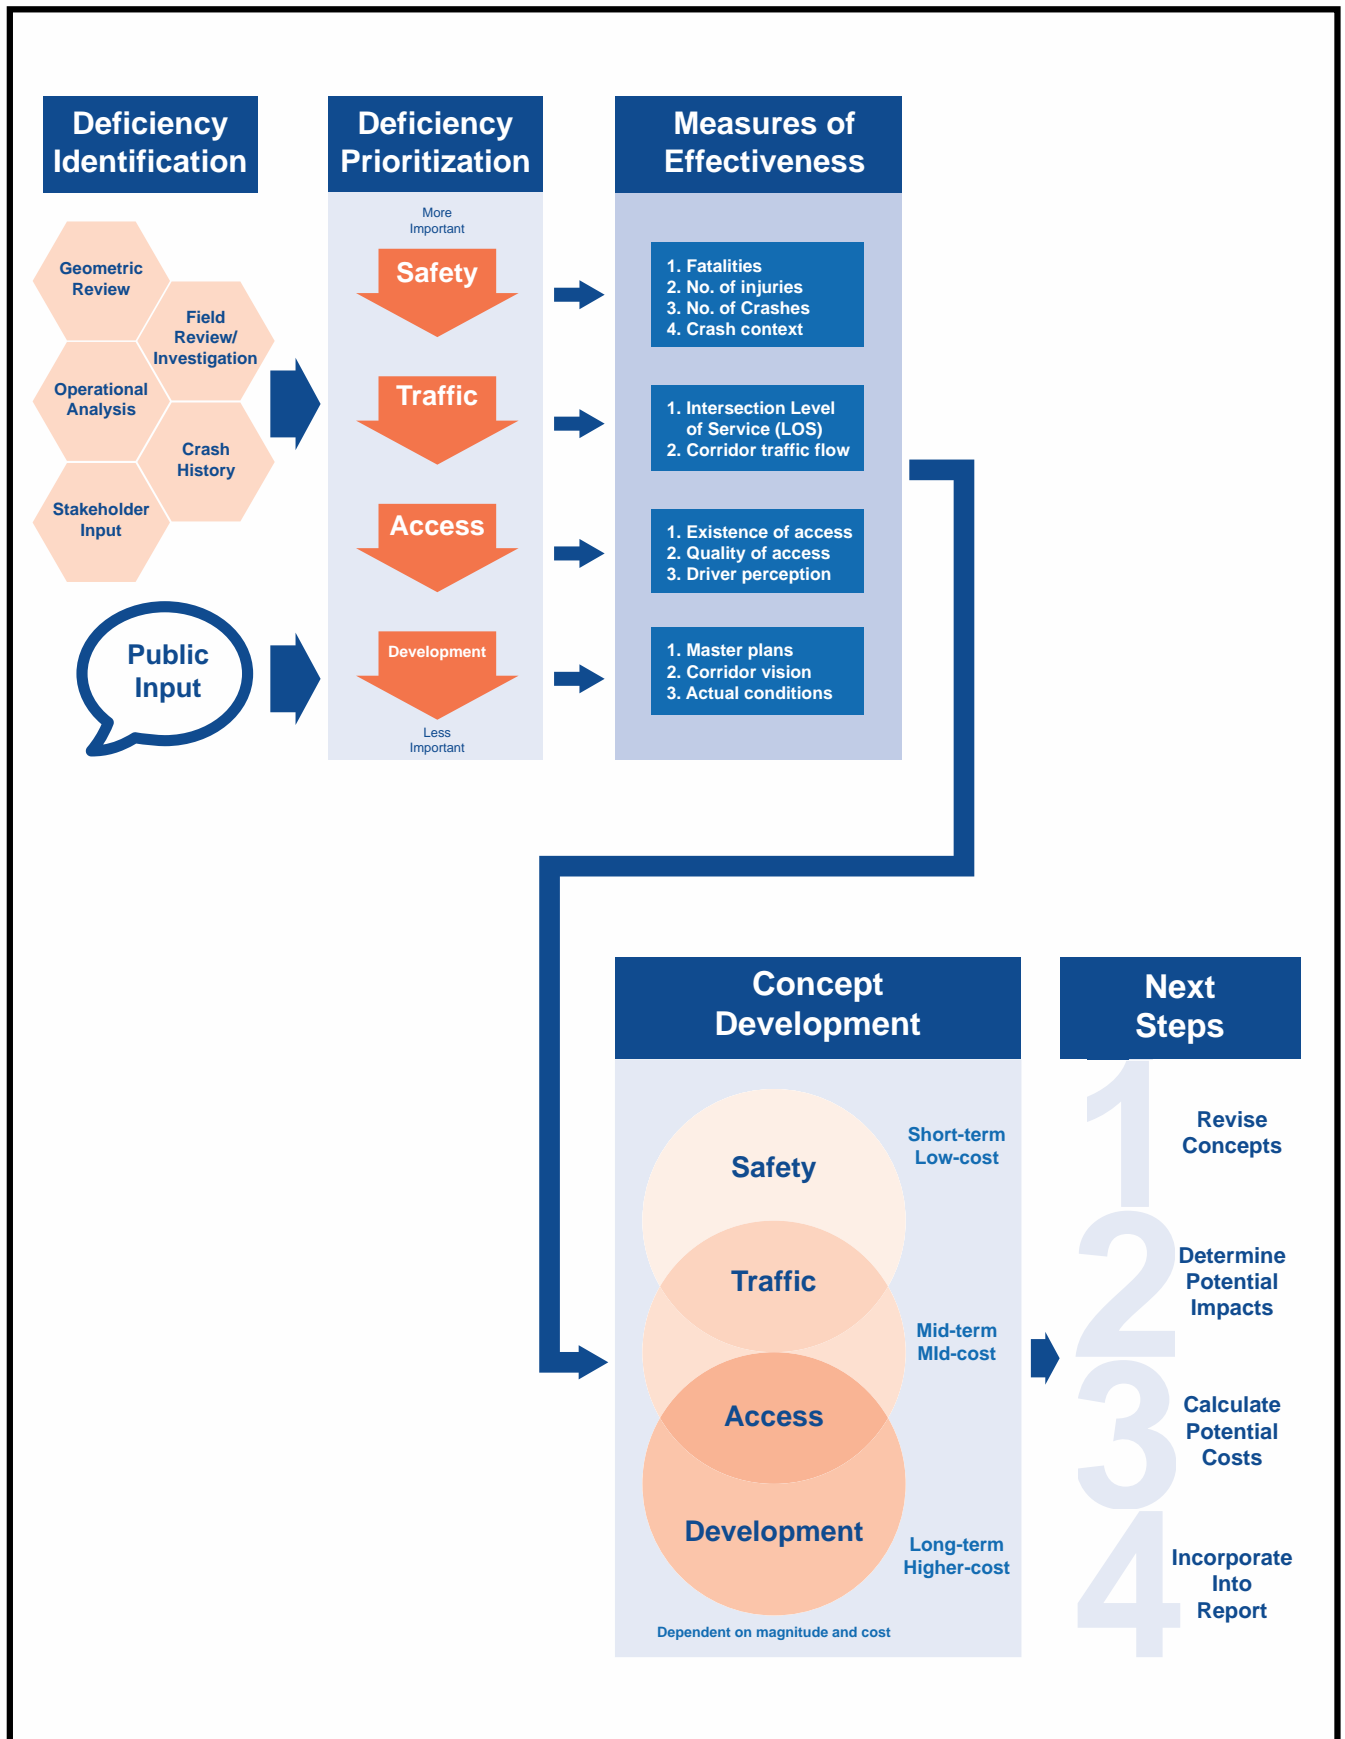 Deficiency
Identification
Geometric
Review
Field
Review/
Investigation
Operational
Analysis
Crash
History
Stakeholder
Input
Public
Input
Deficiency
Prioritization
More
Important
Safety
Traffic
Access
Development
Less
Important
Measures of
Effectiveness
1. Fatalities
2. No. of injuries
3. No. of Crashes
4. Crash context
1. Intersection Level
of Service (LOS)
2. Corridor traffic flow
1. Existence of access
2. Quality of access
3. Driver perception
1. Master plans
2. Corridor vision
3. Actual conditions
Concept
Development
Safety
Traffic
Access
Development
Short-term
Low-cost
Mid-term
MId-cost
Long-term
Higher-cost
Dependent on magnitude and cost
Next
Steps
1
Revise
Concepts
2
Determine
Potential
Impacts
3
Calculate
Potential
Costs
4
Incorporate
Into
Report